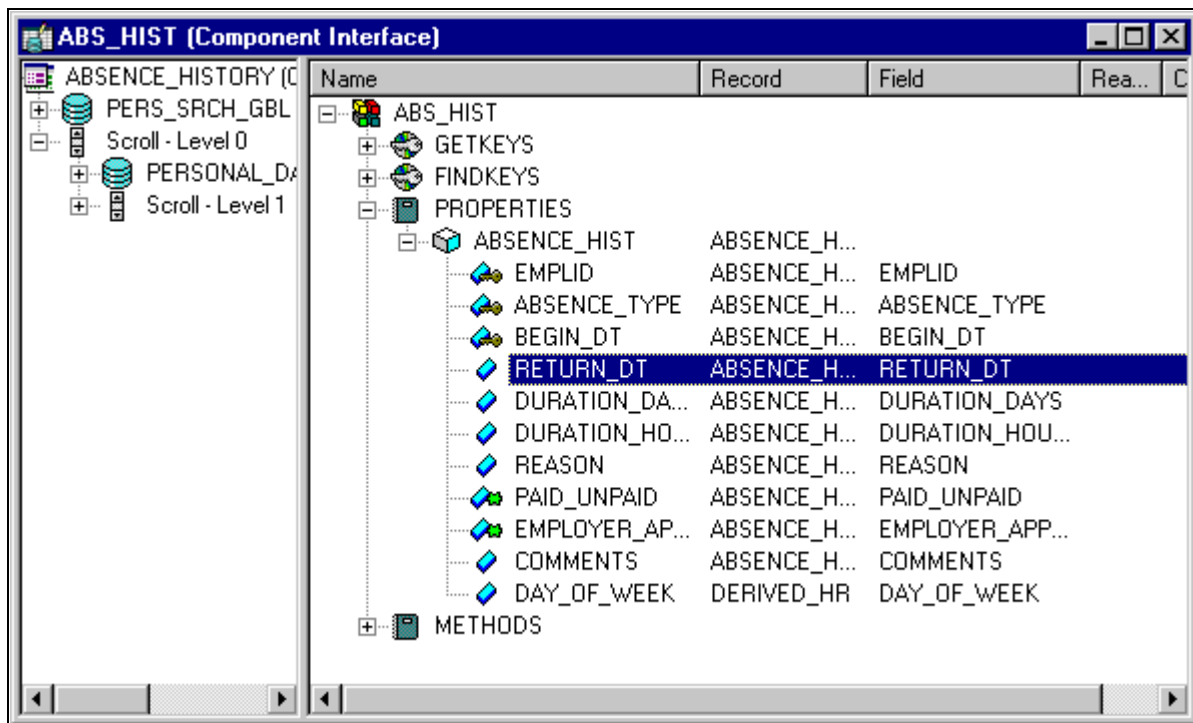 ABS_HIST (Component Interface)
ABSENCE_HISTORY (C
PERS_SRCH_GBL
Scroll - Level 0
PERSONAL_DA
Scroll - Level 1
Name Record Field Rea... C
ABS_HIST
GETKEYS
FINDKEYS
PROPERTIES
ABSENCE_HIST ABSENCE_H...
EMPLID ABSENCE_H... EMPLID
ABSENCE_TYPE ABSENCE_H... ABSENCE_TYPE
BEGIN_DT ABSENCE_H... BEGIN_DT
RETURN_DT ABSENCE_H... RETURN_DT
DURATION_DA... ABSENCE_H... DURATION_DAYS
DURATION_HO... ABSENCE_H... DURATION_HOU...
REASON ABSENCE_H... REASON
PAID_UNPAID ABSENCE_H... PAID_UNPAID
EMPLOYER_AP... ABSENCE_H... EMPLOYER_APP...
COMMENTS ABSENCE_H... COMMENTS
DAY_OF_WEEK DERIVED_HR DAY_OF_WEEK
METHODS